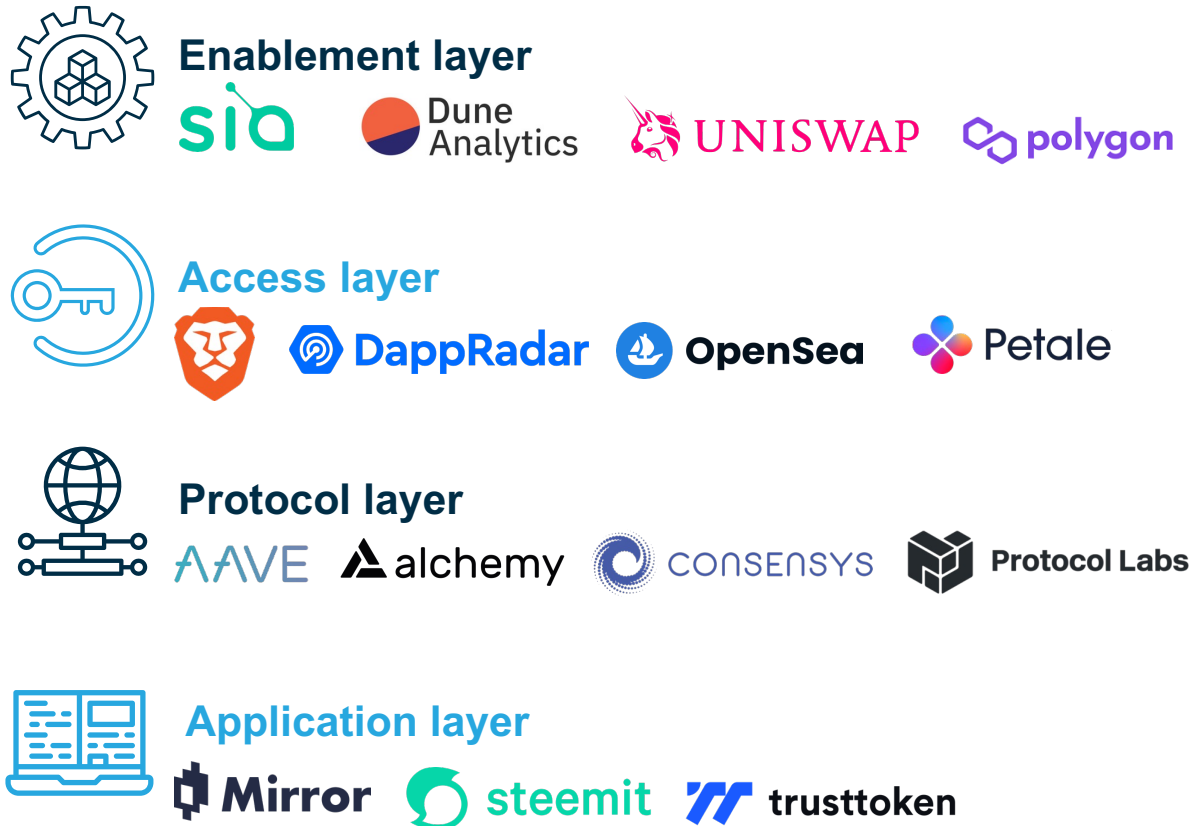 Enablement layer
sia
Dune
Analytics
UNISWAP
polygon
Access layer
DappRadar
OpenSea
Petale
Protocol layer
AAVE
alchemy
CONSENSYS
Protocol Labs
Application layer
Mirror
steemit
trusttoken